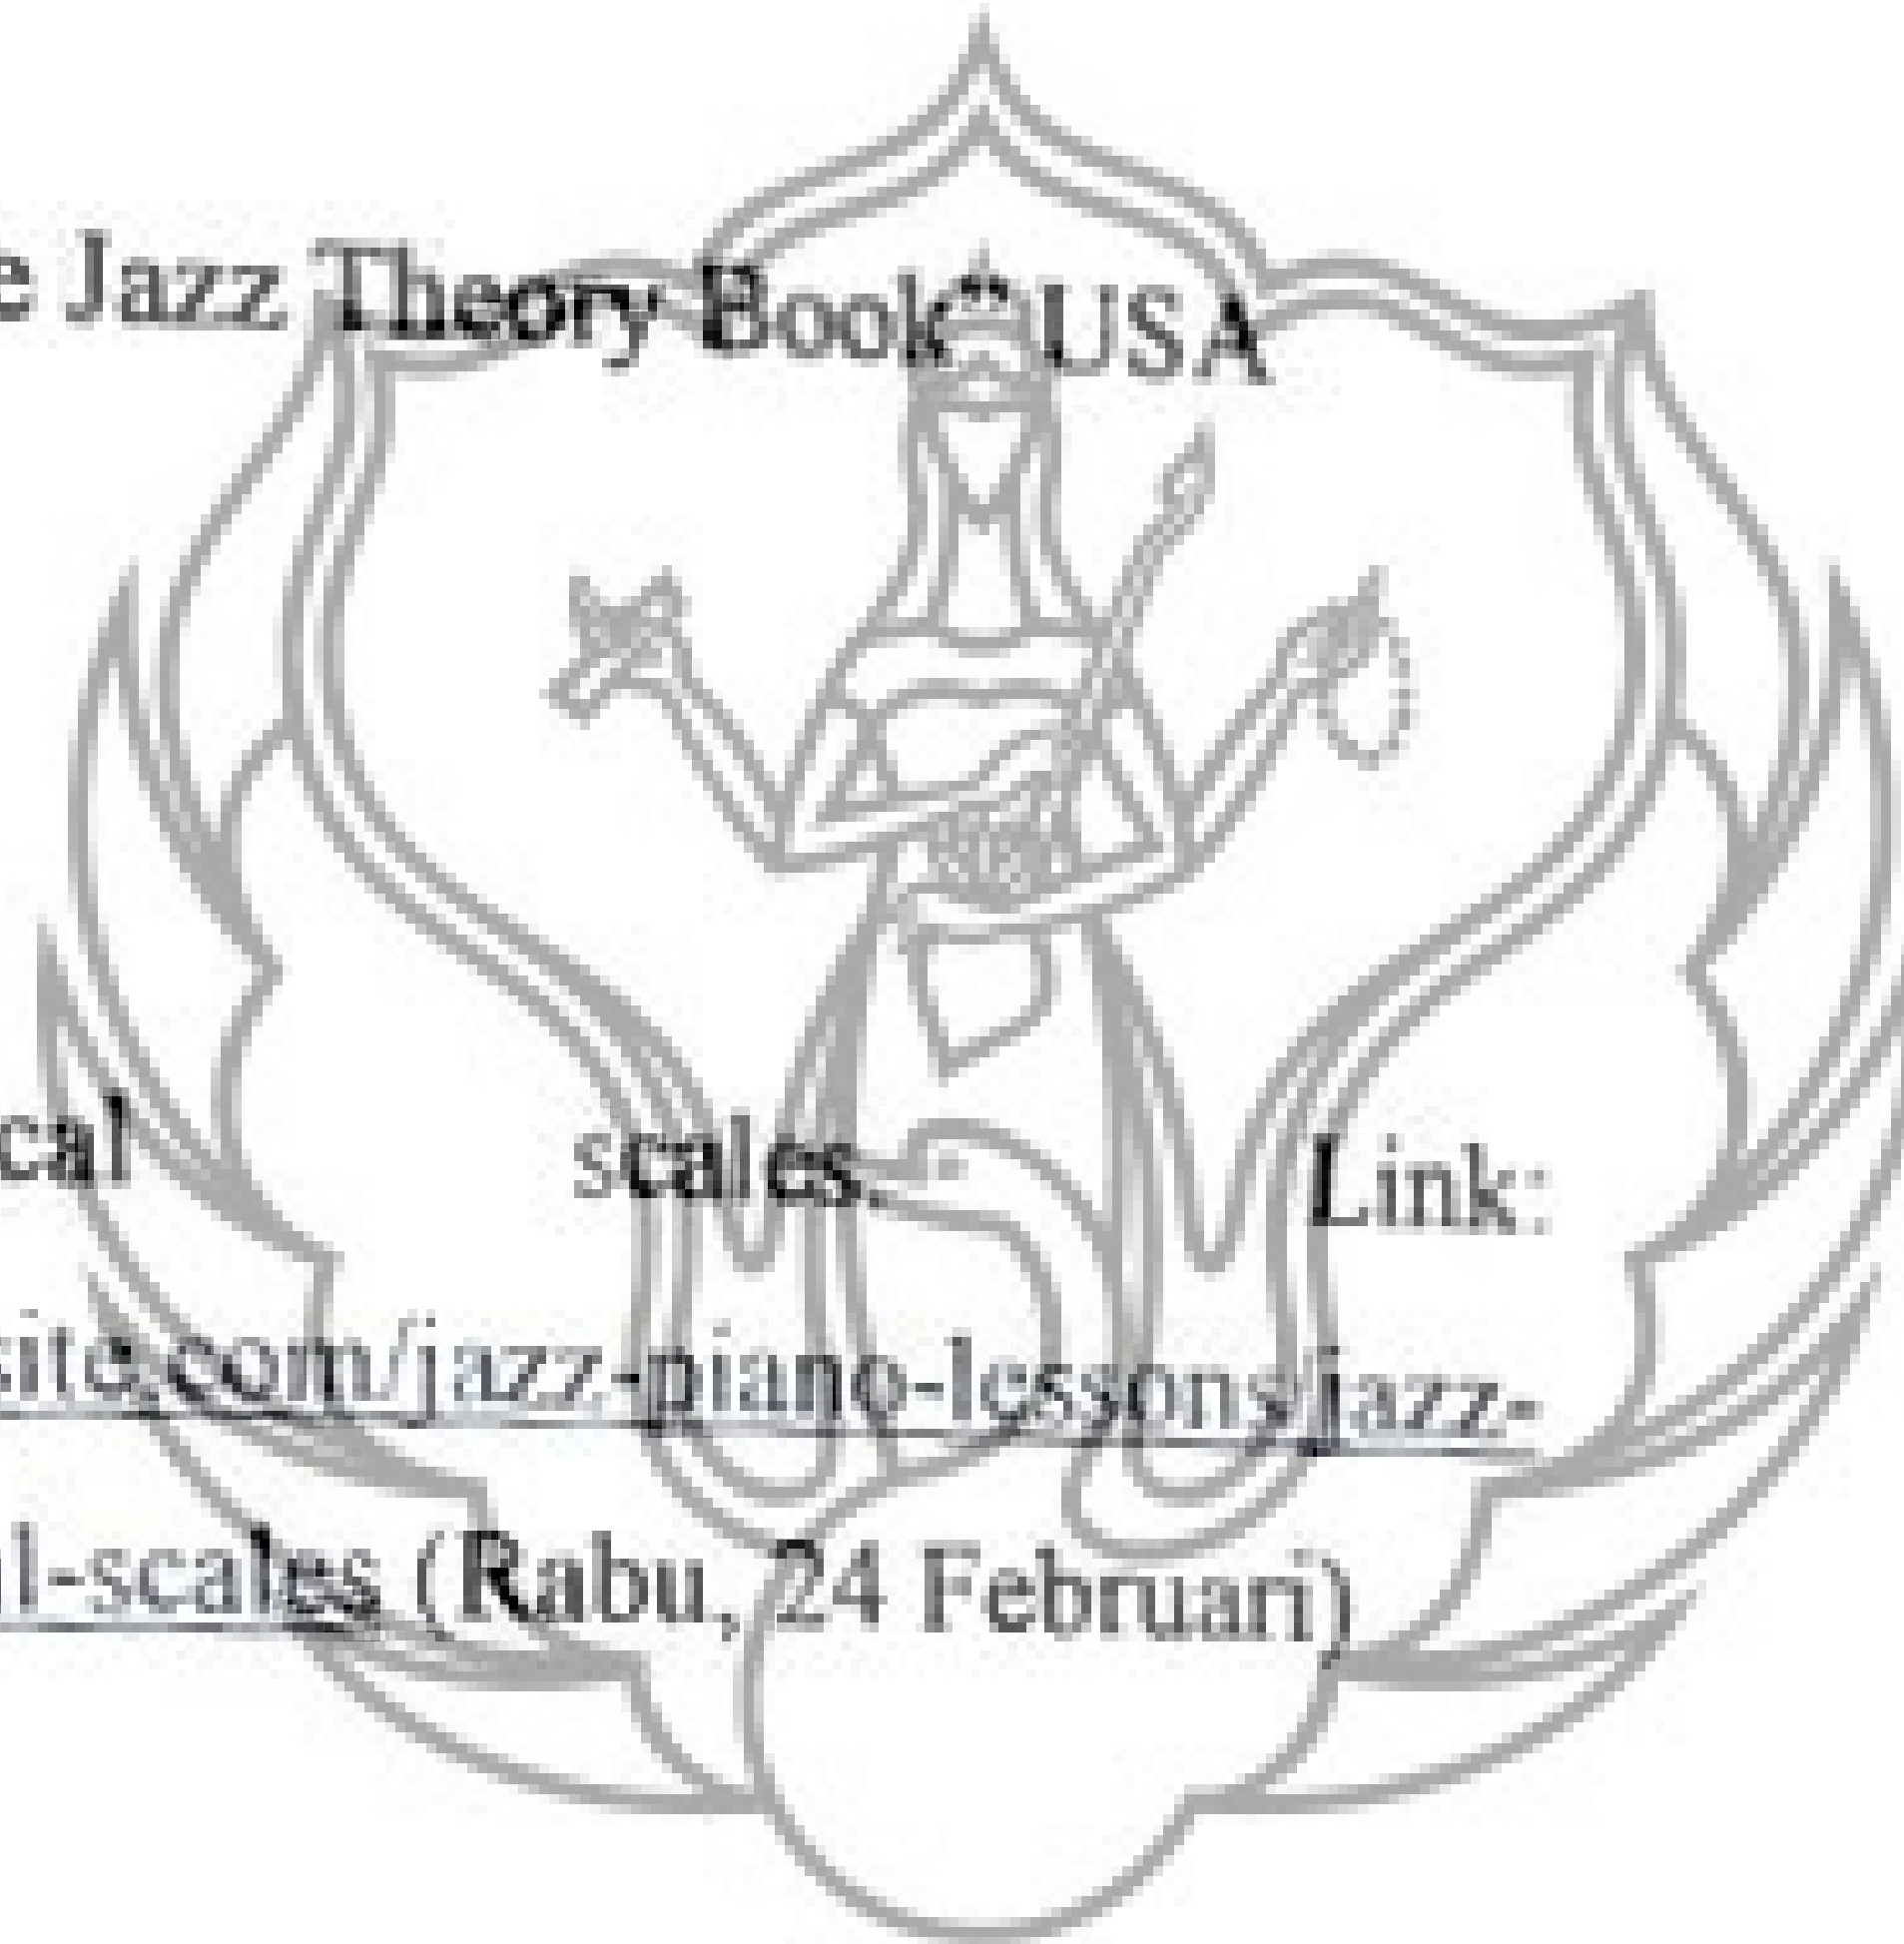 e Jazz Theory Book" USA
cal scales. Link:
site.com/jazz-piano-lessons/jazz-
l-scales (Rabu, 24 Februari)